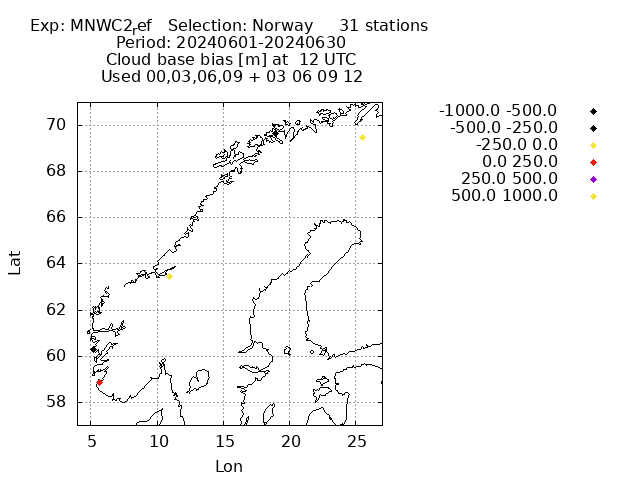 Exp: MNWC2ref   Selection: Norway     31 stations
Period: 20240601-20240630
Cloud base bias [m] at  12 UTC
Used 00,03,06,09 + 03 06 09 12
-1000.0 -500.0
-500.0 -250.0
-250.0 0.0
0.0 250.0
250.0 500.0
500.0 1000.0
70
68
66
64
62
60
58
Lat
5 10 15 20 25
Lon